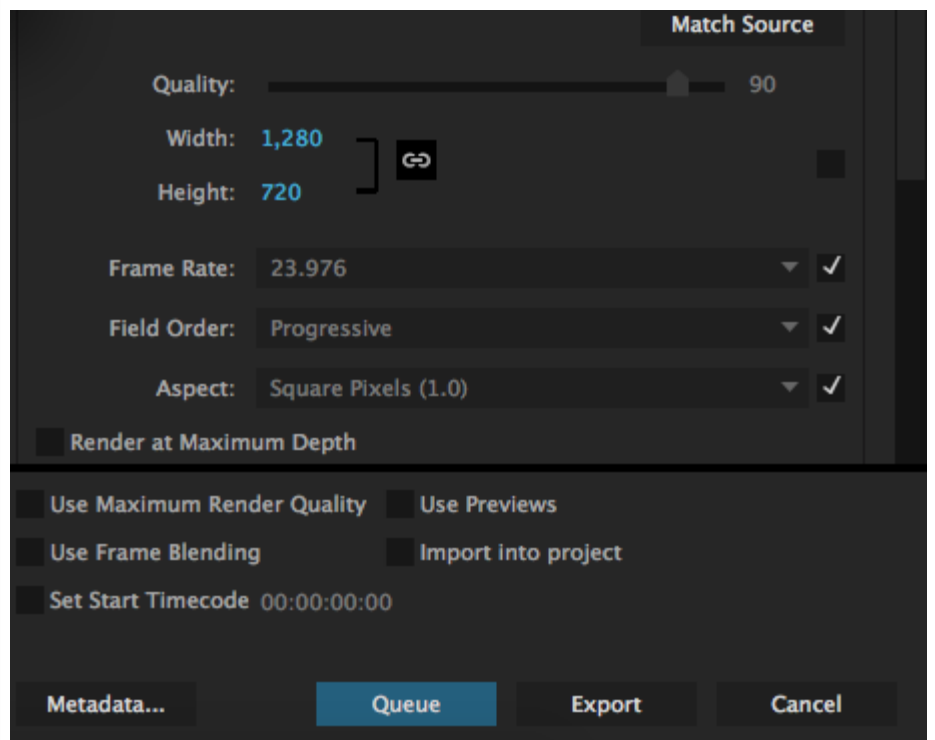 Match Source
Quality: 90
Width: 1,280
Height: 720
Frame Rate: 23.976
Field Order: Progressive
Aspect: Square Pixels (1.0)
Render at Maximum Depth
Use Maximum Render Quality Use Previews
Use Frame Blending Import into project
Set Start Timecode 00:00:00:00
Metadata... Queue Export Cancel